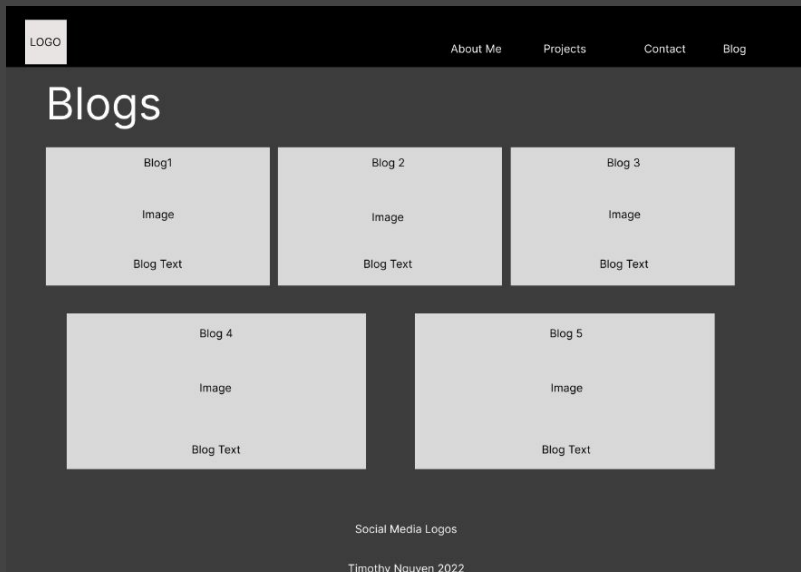 LOGO
About Me Projects Contact Blog
Blogs
Blog1 Blog 2 Blog 3
Image Image Image
Blog Text Blog Text Blog Text
Blog 4 Blog 5
Image Image
Blog Text Blog Text
Social Media Logos
Timothy Nguyen 2022